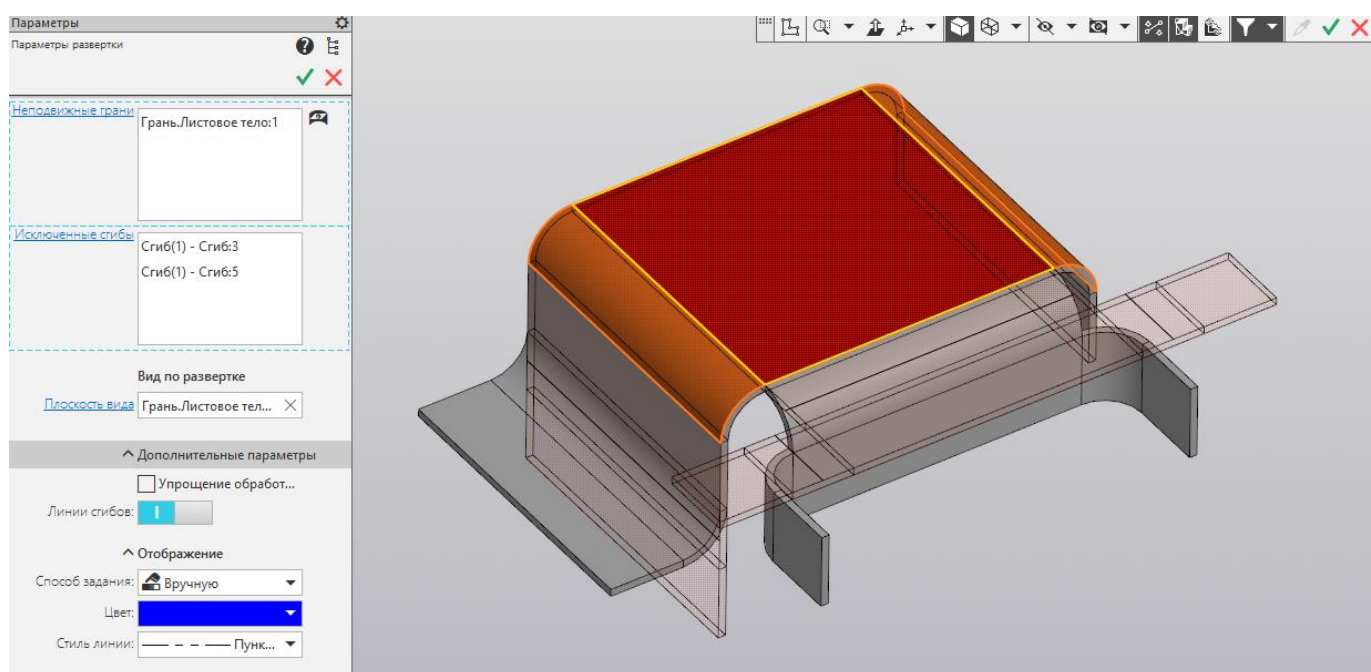 Параметры
Параметры развертки
Неподвижные грани
Грань.Листовое тело:1
Исключенные сгибы
Сгиб(1) - Сгиб:3
Сгиб(1) - Сгиб:5
Вид по развертке
Плоскость вида
Грань.Листовое тел...
Дополнительные параметры
Упрощение обработ...
Линии сгибов:
Отображение
Способ задания:
Вручную
Цвет:
Стиль линии:
Пунк...